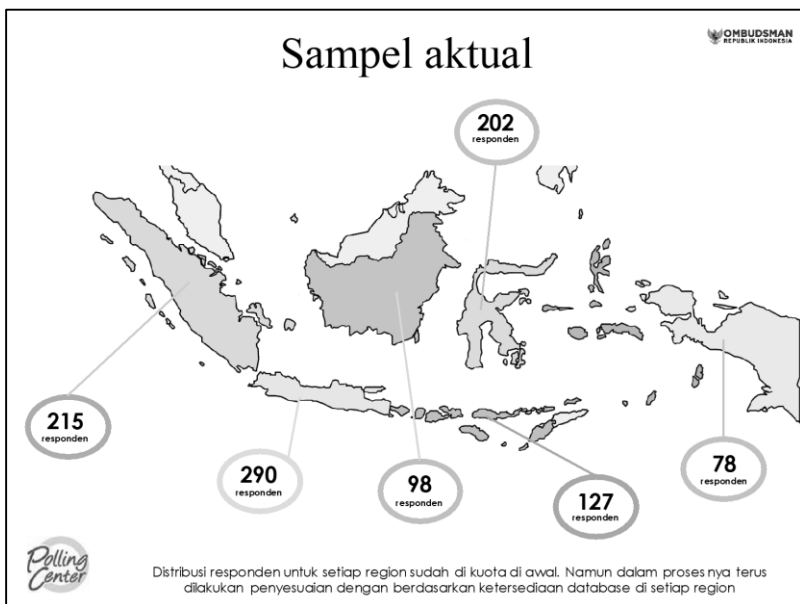 OMBUDSMAN
REPUBLIK INDONESIA
Sampel aktual
202
responden
215
responden
290
responden
98
responden
127
responden
78
responden
Polling
Center
Distribusi responden untuk setiap region sudah di kuota di awal. Namun dalam proses nya terus
dilakukan penyesuaian dengan berdasarkan ketersediaan database di setiap region